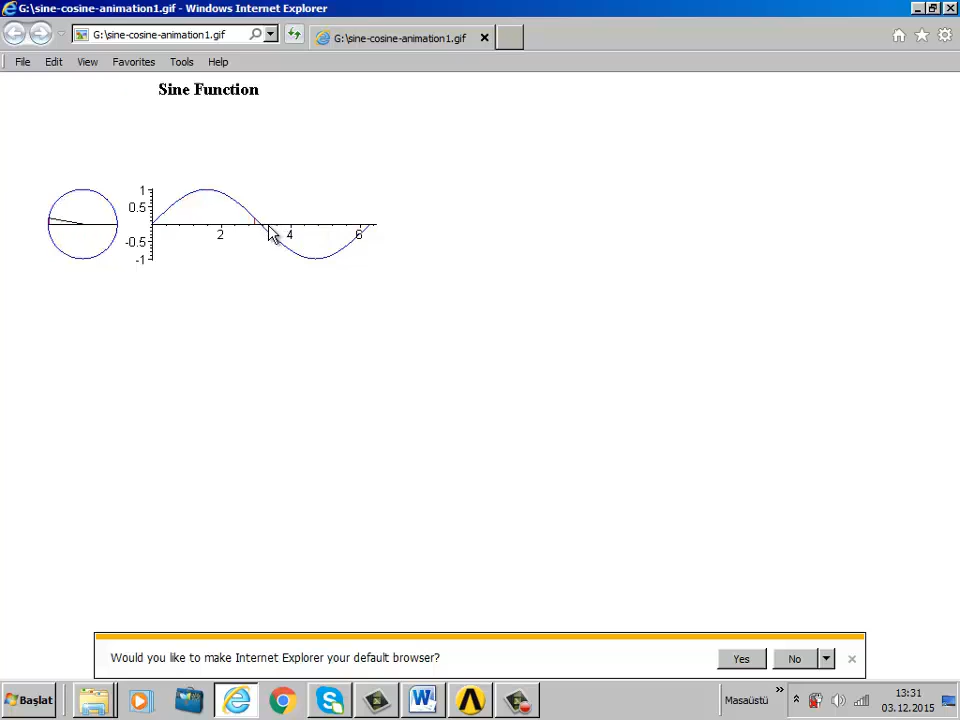 G:\sine-cosine-animation1.gif - Windows Internet Explorer
G:\sine-cosine-animation1.gif
G:\sine-cosine-animation1.gif
File Edit View Favorites Tools Help
Sine Function
1
0.5
-0.5
-1
2 4 6
Would you like to make Internet Explorer your default browser?
Yes No
Başlat
Masaüstü
13:31
03.12.2015